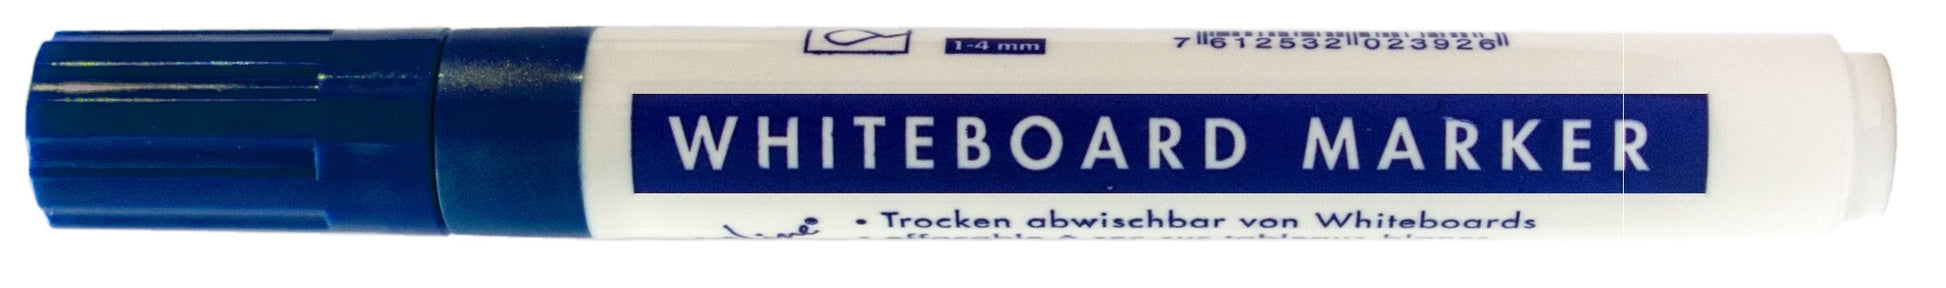 1-4 mm
7 612532 023926
WHITEBOARD MARKER
• Trocken abwischbar von Whiteboards